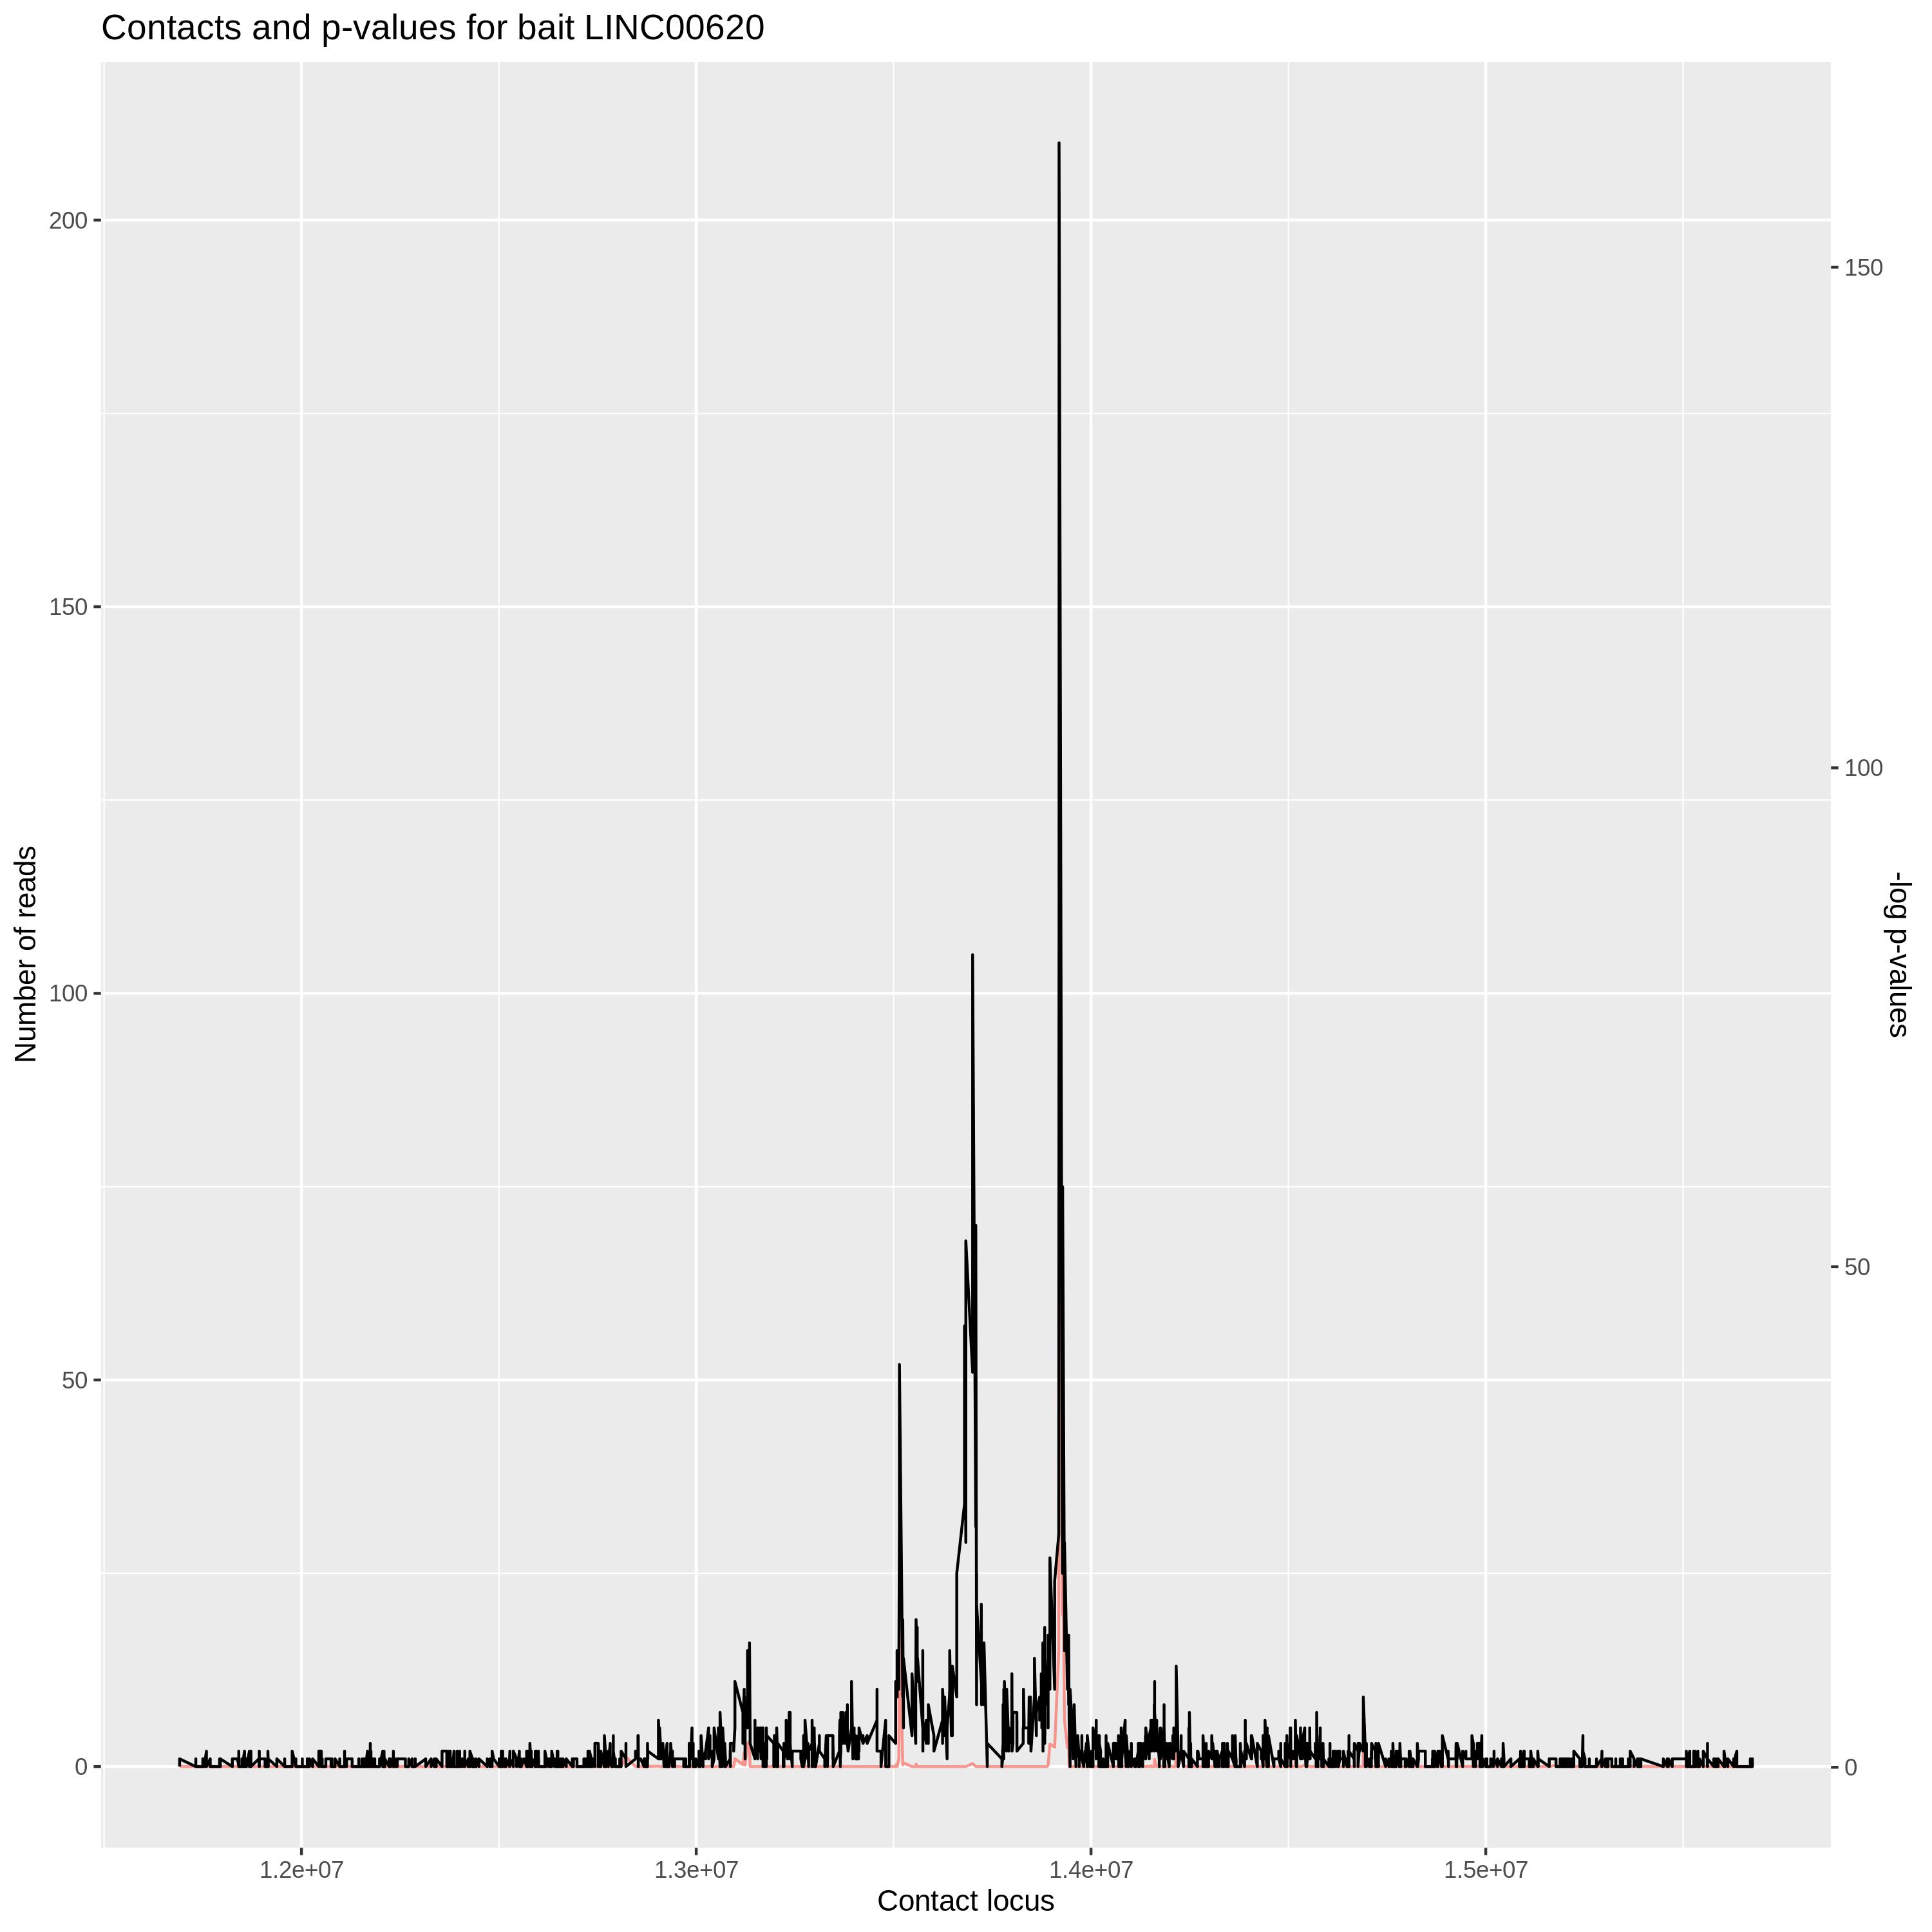 Contacts and p-values for bait LINC00620
200
150
100
50
0
Number of reads
150
100
50
0
-log p-values
1.2e+07
1.3e+07
1.4e+07
1.5e+07
Contact locus